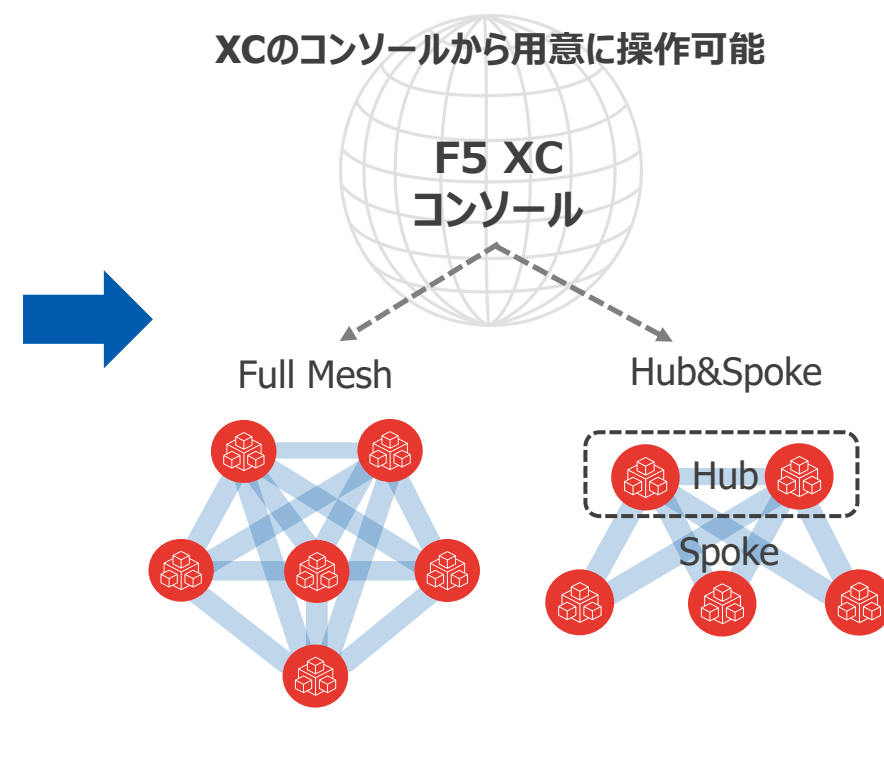 XCのコンソールから用意に操作可能
F5 XC
コンソール
Full Mesh
Hub&Spoke
Hub
Spoke